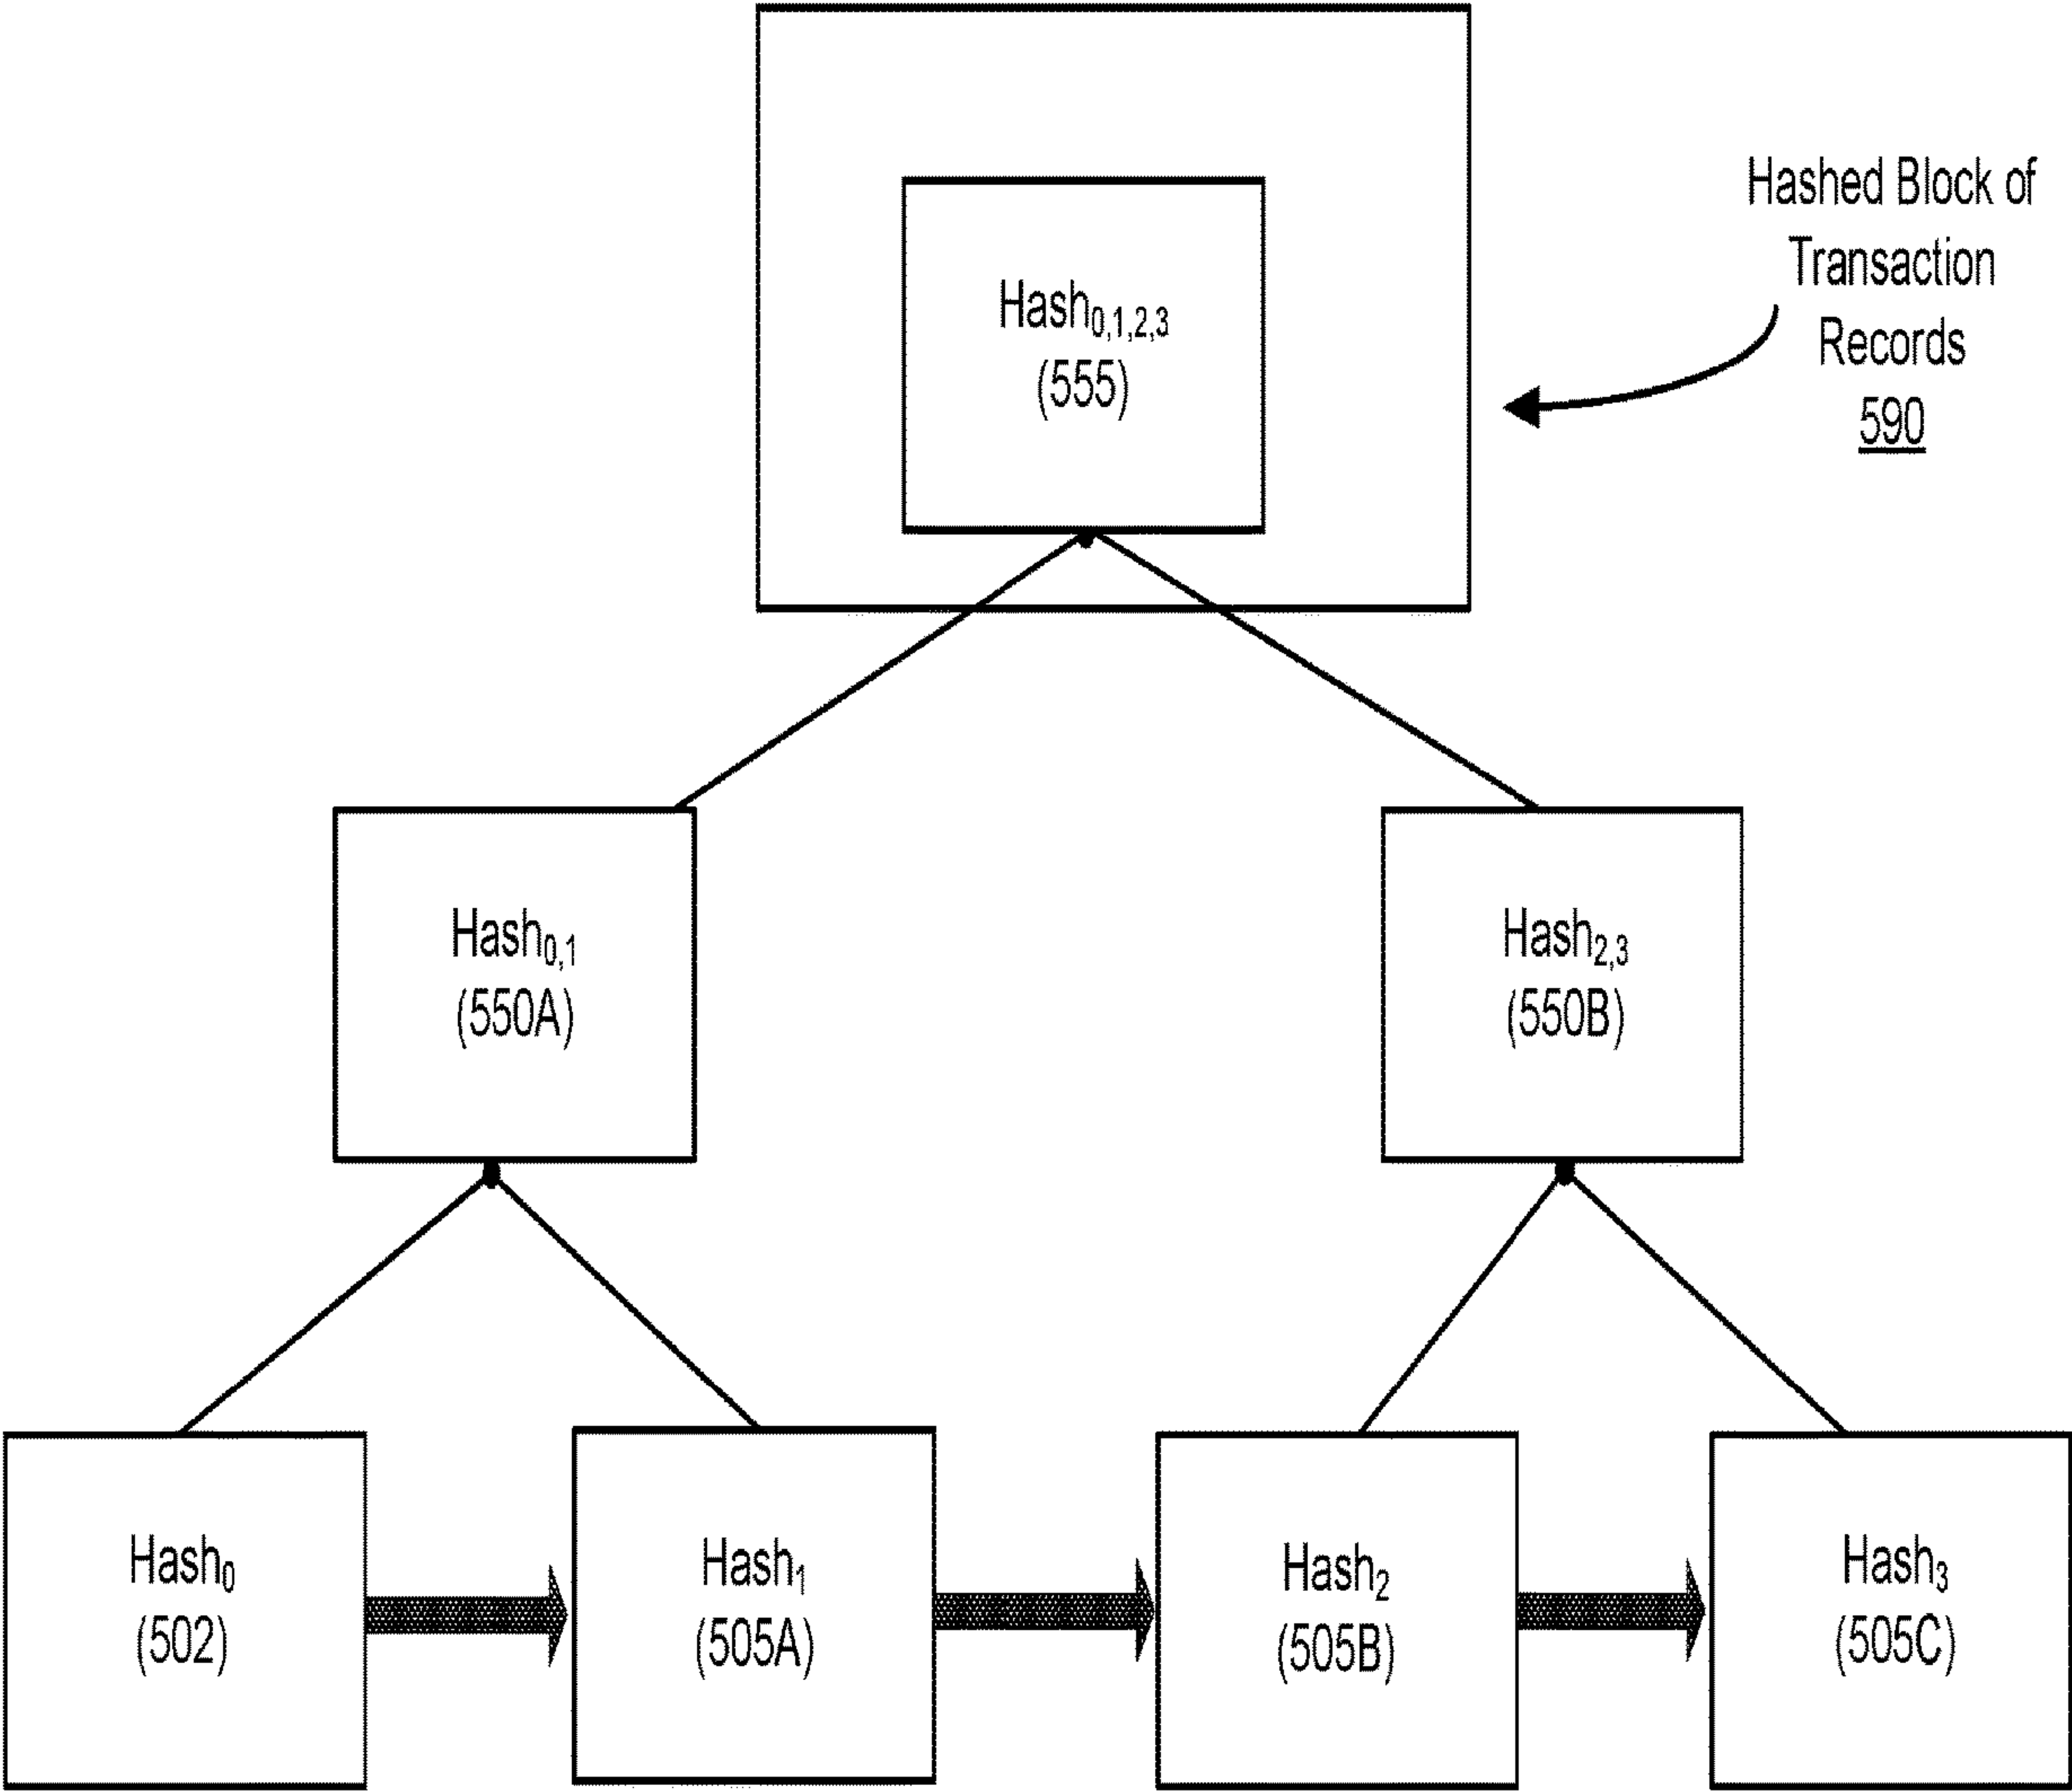 Hashed Block of
Transaction
Records
590
Hash0,1,2,3
(555)
Hash0,1
(550A)
Hash2,3
(550B)
Hash0
(502)
Hash1
(505A)
Hash2
(505B)
Hash3
(505C)